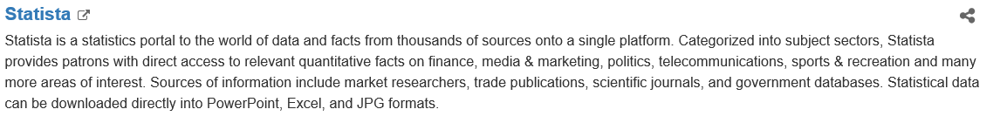 Statista
Statista is a statistics portal to the world of data and facts from thousands of sources onto a single platform. Categorized into subject sectors, Statista
provides patrons with direct access to relevant quantitative facts on finance, media & marketing, politics, telecommunications, sports & recreation and many
more areas of interest. Sources of information include market researchers, trade publications, scientific journals, and government databases. Statistical data
can be downloaded directly into PowerPoint, Excel, and JPG formats.